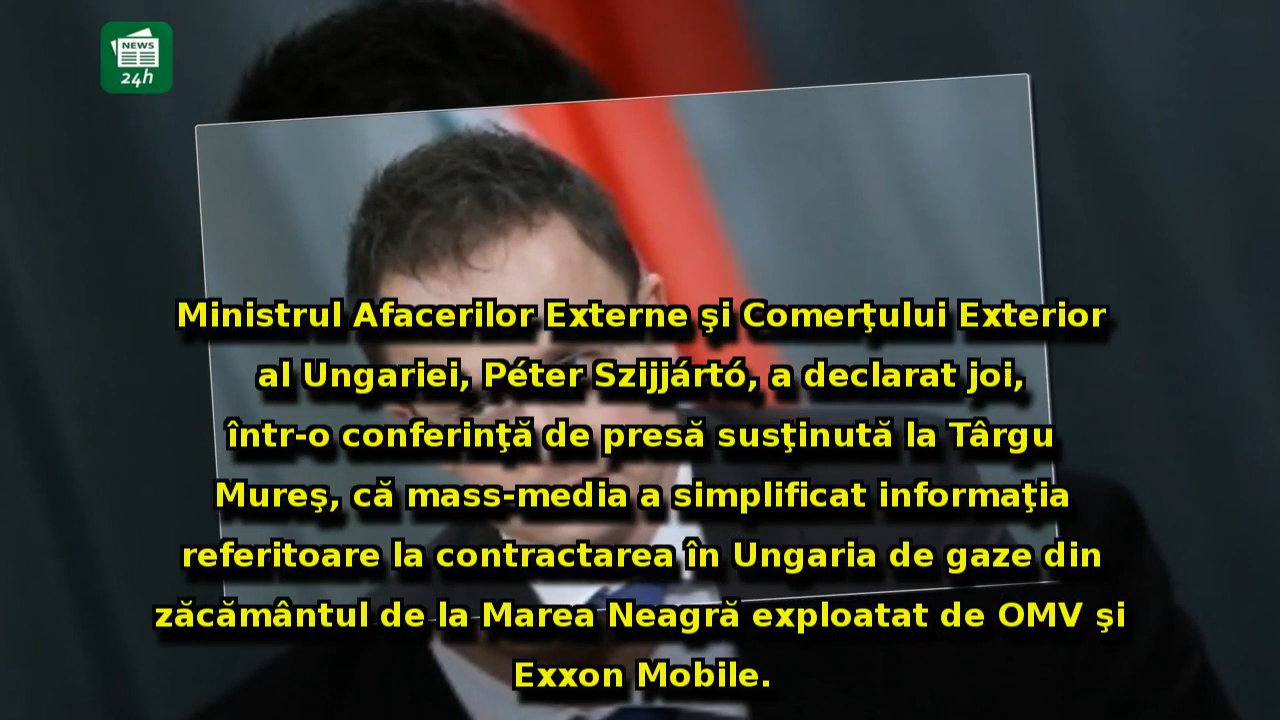 NEWS
24h
Ministrul Afacerilor Externe şi Comerţului Exterior
al Ungariei, Péter Szijjártó, a declarat joi,
într-o conferinţă de presă susţinută la Târgu
Mureş, că mass-media a simplificat informaţia
referitoare la contractarea în Ungaria de gaze din
zăcământul de la Marea Neagră exploatat de OMV şi
Exxon Mobile.